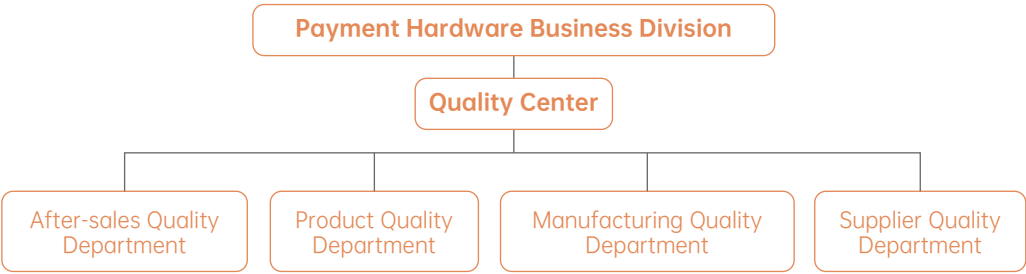 Payment Hardware Business Division
Quality Center
After-sales Quality
Department
Product Quality
Department
Manufacturing Quality
Department
Supplier Quality
Department